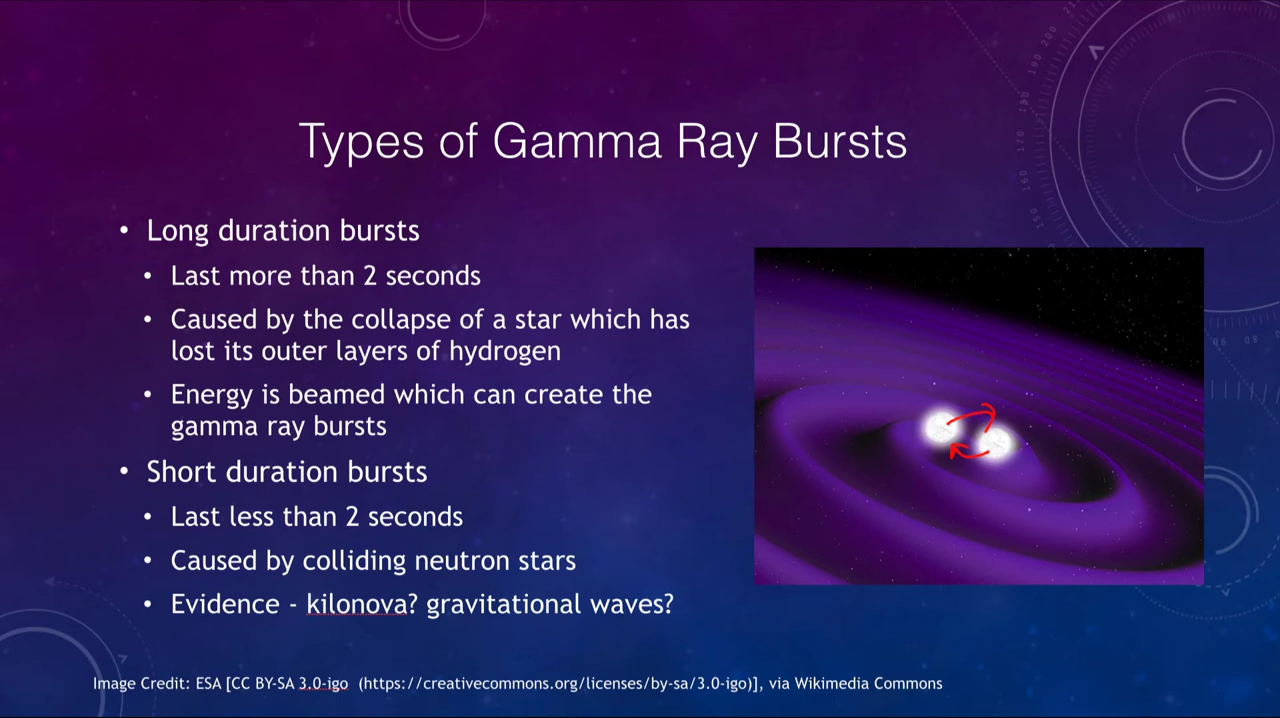 Types of Gamma Ray Bursts
• Long duration bursts
• Last more than 2 seconds
• Caused by the collapse of a star which has
lost its outer layers of hydrogen
• Energy is beamed which can create the
gamma ray bursts
• Short duration bursts
• Last less than 2 seconds
• Caused by colliding neutron stars
• Evidence - kilonova? gravitational waves?
Image Credit: ESA [CC BY-SA 3.0-igo (https://creativecommons.org/licenses/by-sa/3.0-igo)], via Wikimedia Commons